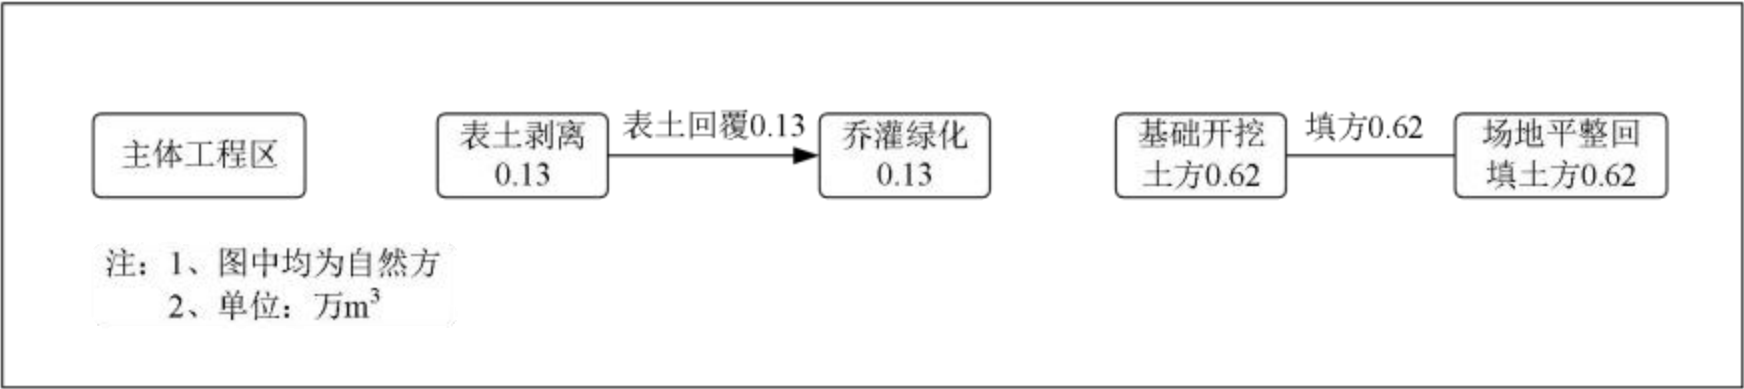 主体工程区
表土剥离
0.13
表土回覆0.13
乔灌绿化
0.13
基础开挖
土方0.62
填方0.62
场地平整回
填土方0.62
注：1、图中均为自然方
2、单位：万m³